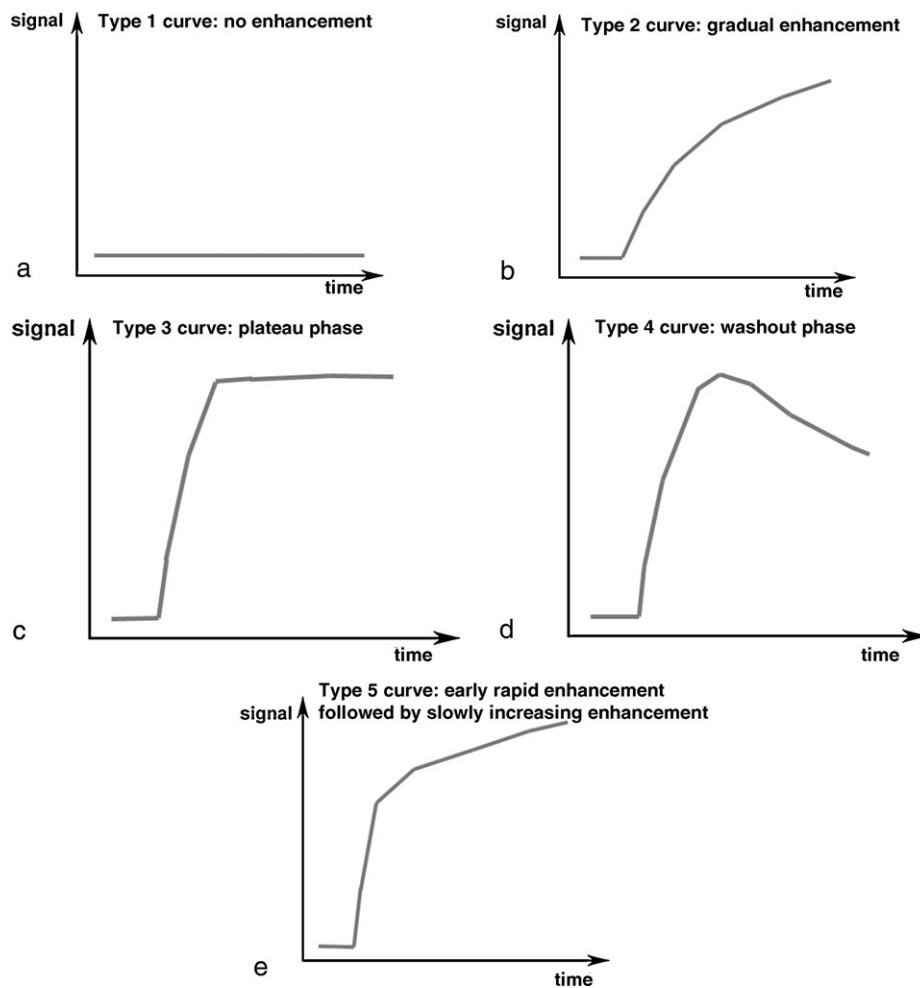 signal
Type 1 curve: no enhancement
time
a
signal
Type 2 curve: gradual enhancement
time
b
signal
Type 3 curve: plateau phase
time
c
signal
Type 4 curve: washout phase
time
d
signal
Type 5 curve: early rapid enhancement
followed by slowly increasing enhancement
time
e